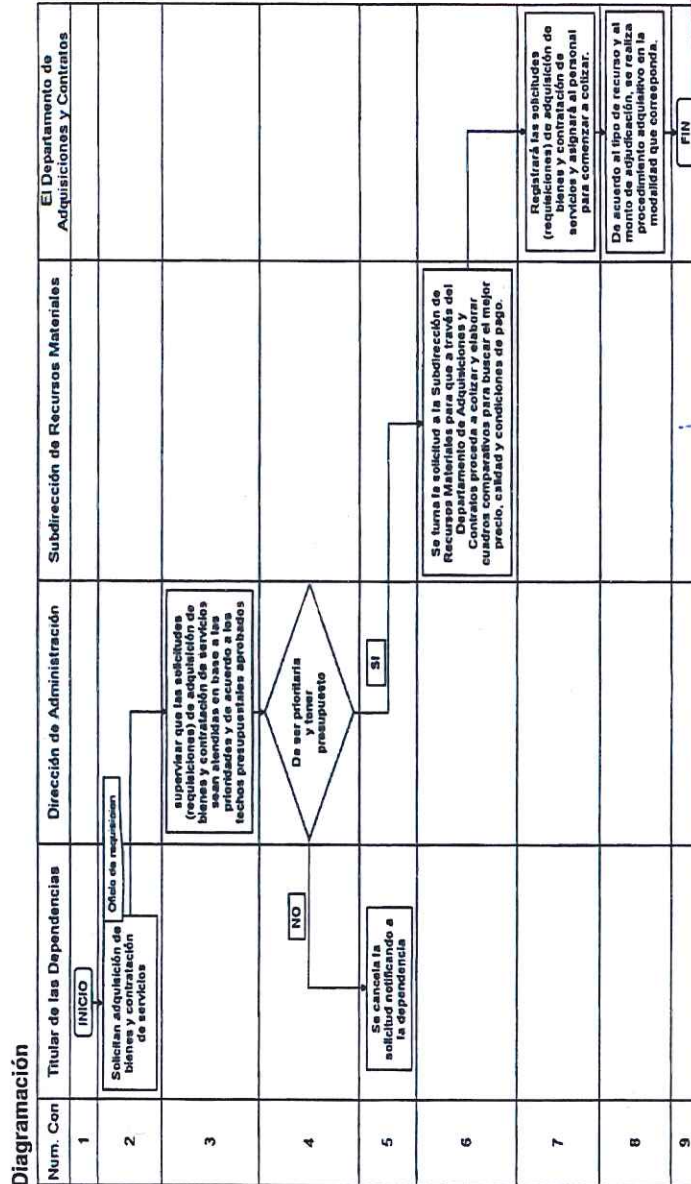 Diagramación
Num. Con
Titular de las Dependencias
Dirección de Administración
Subdirección de Recursos Materiales
El Departamento de
Adquisiciones y Contratos
1
INICIO
2
Solicitan adquisición de
bienes y contratación
de servicios
Oficio de requisicion
3
supervisar que las solicitudes
(requisiciones) de adquisición de
bienes y contratación de servicios
sean atendidas en base a las
prioridades y de acuerdo a los
techos presupuestales aprobados
4
De ser prioritaria
y tener
presupuesto
NO
5
Se cancela la
solicitud notificando a
la dependencia
SI
6
Se turna la solicitud a la Subdirección de
Recursos Materiales para que a través del
Departamento de Adquisiciones y
Contratos proceda a cotizar y elaborar
cuadros comparativos para buscar el mejor
precio, calidad y condiciones de pago.
7
Registrará las solicitudes
(requisiciones) de adquisición de
bienes y contratación de
servicios y asignará al personal
para comenzar a cotizar.
8
De acuerdo al tipo de recurso y al
monto de adjudicación, se realiza
procedimiento adquisitivo en la
modalidad que corresponda.
9
FIN